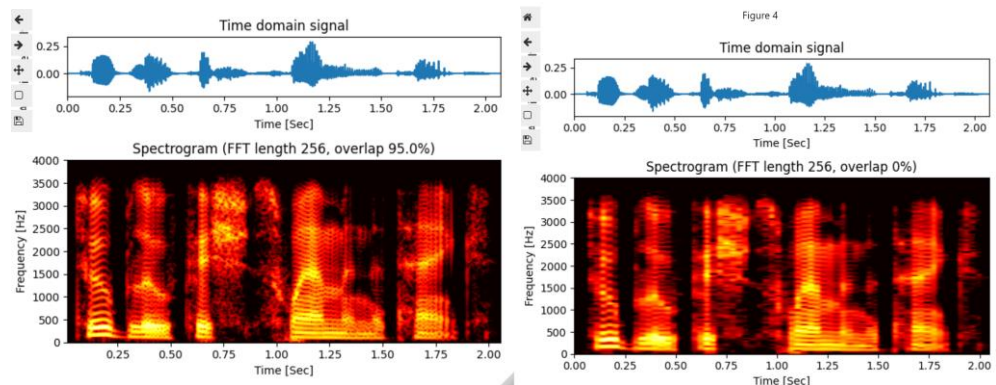 Time domain signal
0.25
0.00
0.00 0.25 0.50 0.75 1.00 1.25 1.50 1.75 2.00
Time [Sec]
Spectrogram (FFT length 256, overlap 95.0%)
4000
3500
3000
2500
2000
1500
1000
500
0
Frequency [Hz]
0.25 0.50 0.75 1.00 1.25 1.50 1.75 2.00
Time [Sec]
Figure 4
Time domain signal
0.25
0.00
0.00 0.25 0.50 0.75 1.00 1.25 1.50 1.75 2.00
Time [Sec]
Spectrogram (FFT length 256, overlap 0%)
4000
3500
3000
2500
2000
1500
1000
500
0
Frequency [Hz]
0.00 0.25 0.50 0.75 1.00 1.25 1.50 1.75 2.00
Time [Sec]